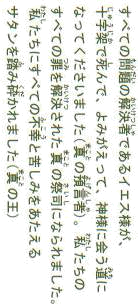 すべての問題の解決者であるイエス様が、
十字架で死んで、よみがえって、神様に会う道に
なってくださいました(真の預言者)。私たちの
すべての罪を解決された真の祭司になられました。
私たちにすべての不幸と苦しみをあたえる
サタンを踏み砕かれました(真の王)